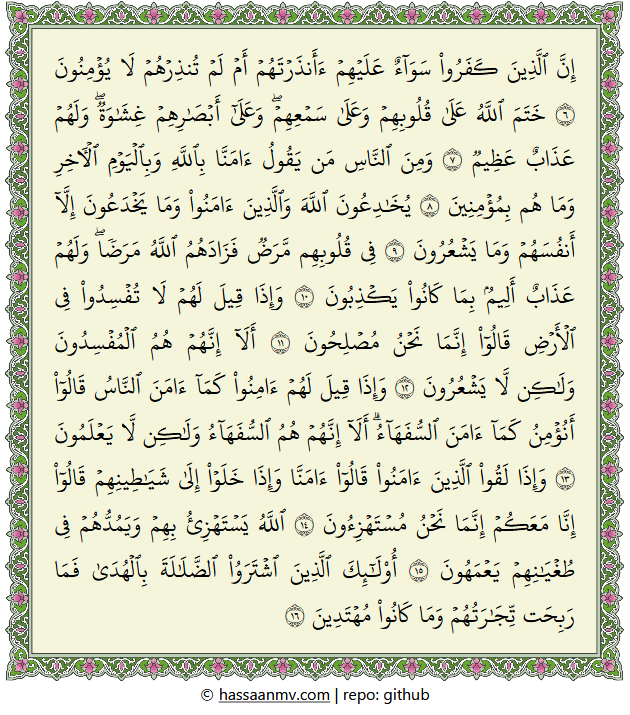 إِنَّ ٱلَّذِينَ كَفَرُوا۟ سَوَآءٌ عَلَيْهِمْ ءَأَنذَرْتَهُمْ أَمْ لَمْ تُنذِرْهُمْ لَا يُؤْمِنُونَ
٦ خَتَمَ ٱللَّهُ عَلَىٰ قُلُوبِهِمْ وَعَلَىٰ سَمْعِهِمْ ۖ وَعَلَىٰٓ أَبْصَـٰرِهِمْ غِشَـٰوَةٌ ۖ وَلَهُمْ
عَذَابٌ عَظِيمٌ ٧ وَمِنَ ٱلنَّاسِ مَن يَقُولُ ءَامَنَّا بِٱللَّهِ وَبِٱلْيَوْمِ ٱلْـَٔاخِرِ
وَمَا هُم بِمُؤْمِنِينَ ٨ يُخَـٰدِعُونَ ٱللَّهَ وَٱلَّذِينَ ءَامَنُوا۟ وَمَا يَخْدَعُونَ إِلَّآ
أَنفُسَهُمْ وَمَا يَشْعُرُونَ ٩ فِى قُلُوبِهِم مَّرَضٌ فَزَادَهُمُ ٱللَّهُ مَرَضًا ۖ وَلَهُمْ
عَذَابٌ أَلِيمٌۢ بِمَا كَانُوا۟ يَكْذِبُونَ ١٠ وَإِذَا قِيلَ لَهُمْ لَا تُفْسِدُوا۟ فِى
ٱلْأَرْضِ قَالُوٓا۟ إِنَّمَا نَحْنُ مُصْلِحُونَ ١١ أَلَآ إِنَّهُمْ هُمُ ٱلْمُفْسِدُونَ
وَلَـٰكِن لَّا يَشْعُرُونَ ١٢ وَإِذَا قِيلَ لَهُمْ ءَامِنُوا۟ كَمَآ ءَامَنَ ٱلنَّاسُ قَالُوٓا۟
أَنُؤْمِنُ كَمَآ ءَامَنَ ٱلسُّفَهَآءُ ۗ أَلَآ إِنَّهُمْ هُمُ ٱلسُّفَهَآءُ وَلَـٰكِن لَّا يَعْلَمُونَ
١٣ وَإِذَا لَقُوا۟ ٱلَّذِينَ ءَامَنُوا۟ قَالُوٓا۟ ءَامَنَّا وَإِذَا خَلَوْا۟ إِلَىٰ شَيَـٰطِينِهِمْ قَالُوٓا۟
إِنَّا مَعَكُمْ إِنَّمَا نَحْنُ مُسْتَهْزِءُونَ ١٤ ٱللَّهُ يَسْتَهْزِئُ بِهِمْ وَيَمُدُّهُمْ فِى
طُغْيَـٰنِهِمْ يَعْمَهُونَ ١٥ أُو۟لَـٰٓئِكَ ٱلَّذِينَ ٱشْتَرَوُا۟ ٱلضَّلَـٰلَةَ بِٱلْهُدَىٰ فَمَا
رَبِحَت تِّجَـٰرَتُهُمْ وَمَا كَانُوا۟ مُهْتَدِينَ ١٦
© hassaanmv.com | repo: github